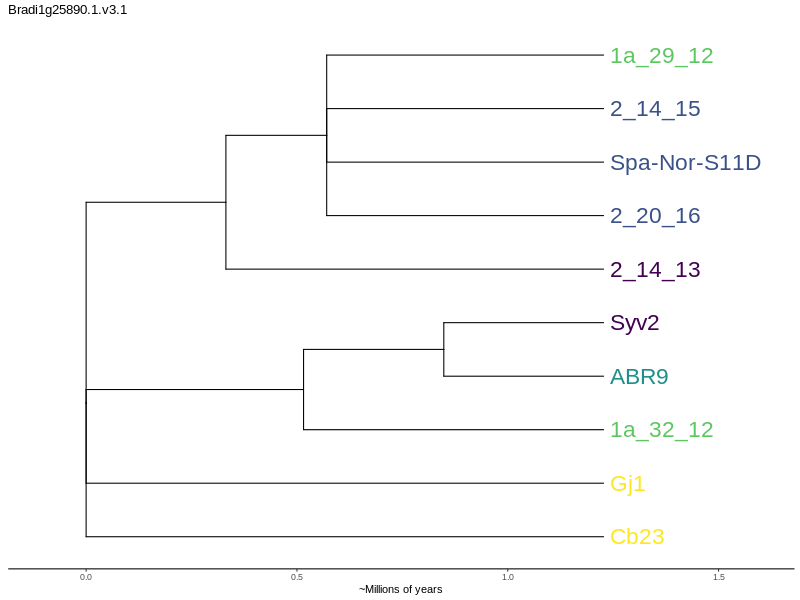 Bradi1g25890.1.v3.1
1a_29_12
2_14_15
Spa-Nor-S11D
2_20_16
2_14_13
Syv2
ABR9
1a_32_12
Gj1
Cb23
0.0 0.5 1.0 1.5
~Millions of years